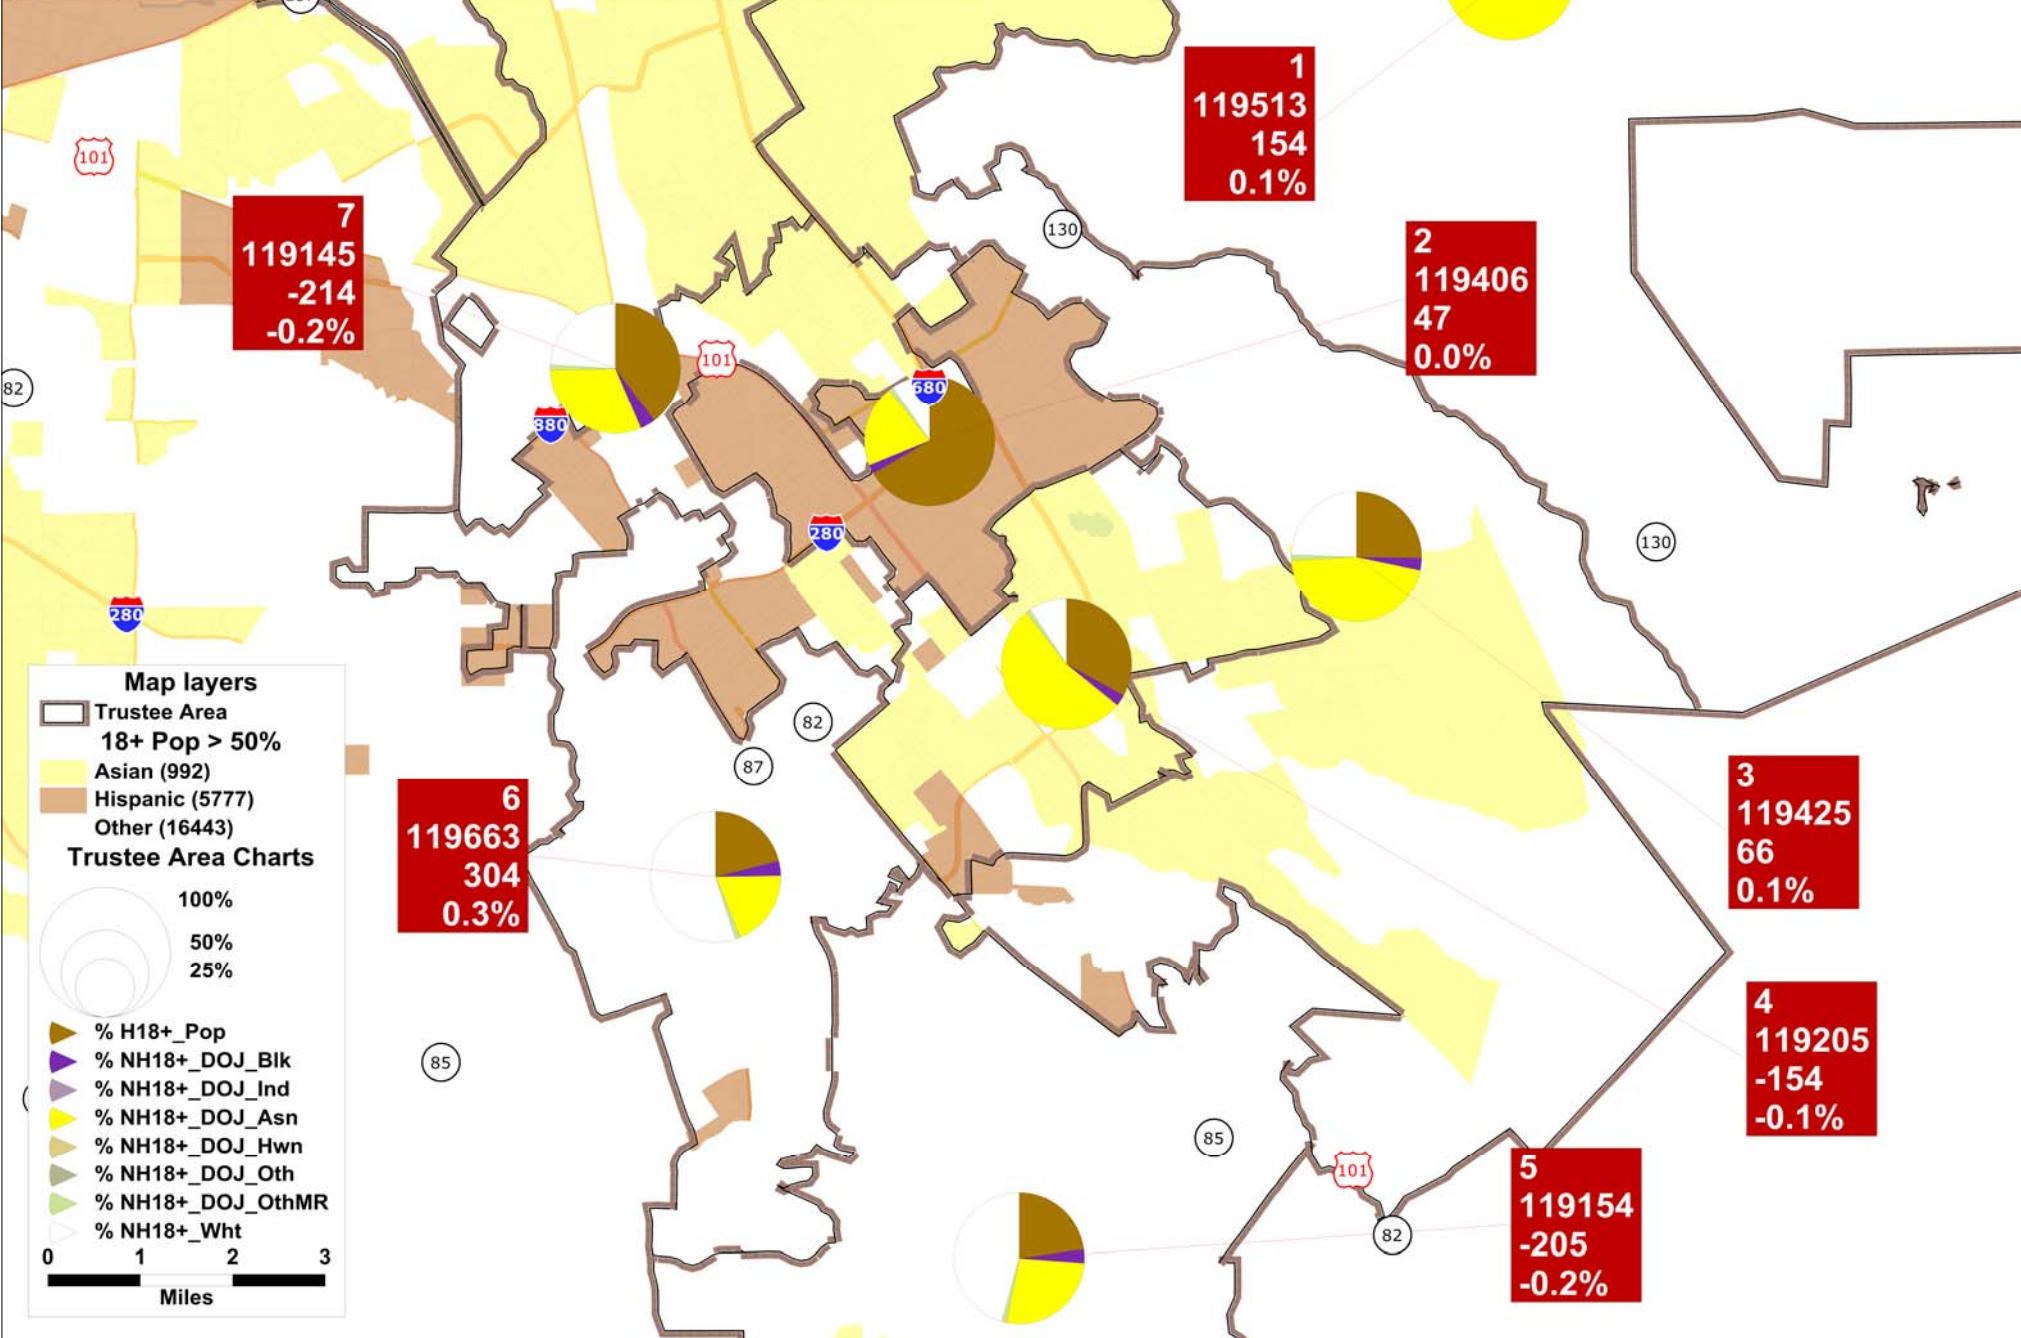 1
119513
154
0.1%
130
101
7
119145
-214
-0.2%
2
119406
47
0.0%
101
82
680
880
280
130
280
82
87
Map layers
Trustee Area
18+ Pop > 50%
Asian (992)
Hispanic (5777)
Other (16443)
Trustee Area Charts
100%
50%
25%
% H18+_Pop
% NH18+_DOJ_Blk
% NH18+_DOJ_Ind
% NH18+_DOJ_Asn
% NH18+_DOJ_Hwn
% NH18+_DOJ_Oth
% NH18+_DOJ_OthMR
% NH18+_Wht
0 1 2 3
Miles
6
119663
304
0.3%
3
119425
66
0.1%
4
119205
-154
-0.1%
85
85
101
82
5
119154
-205
-0.2%